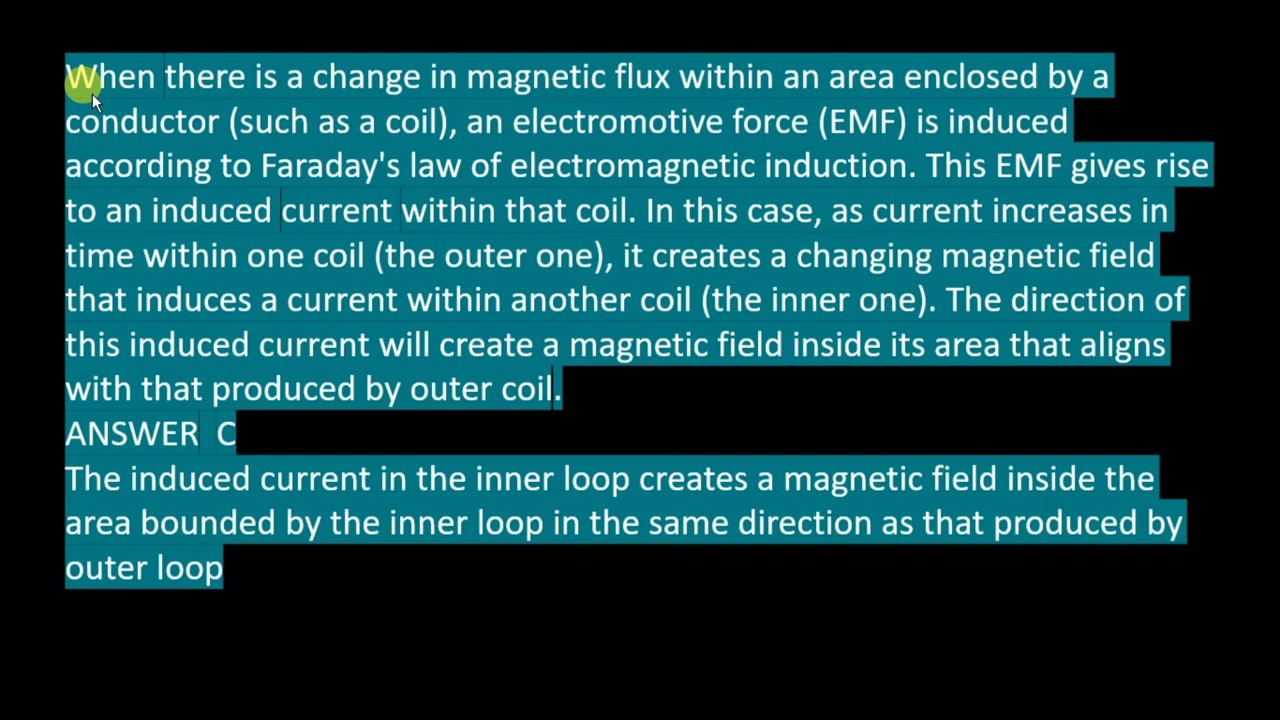 When there is a change in magnetic flux within an area enclosed by a
conductor (such as a coil), an electromotive force (EMF) is induced
according to Faraday's law of electromagnetic induction. This EMF gives rise
to an induced current within that coil. In this case, as current increases in
time within one coil (the outer one), it creates a changing magnetic field
that induces a current within another coil (the inner one). The direction of
this induced current will create a magnetic field inside its area that aligns
with that produced by outer coil.
ANSWER C
The induced current in the inner loop creates a magnetic field inside the
area bounded by the inner loop in the same direction as that produced by
outer loop